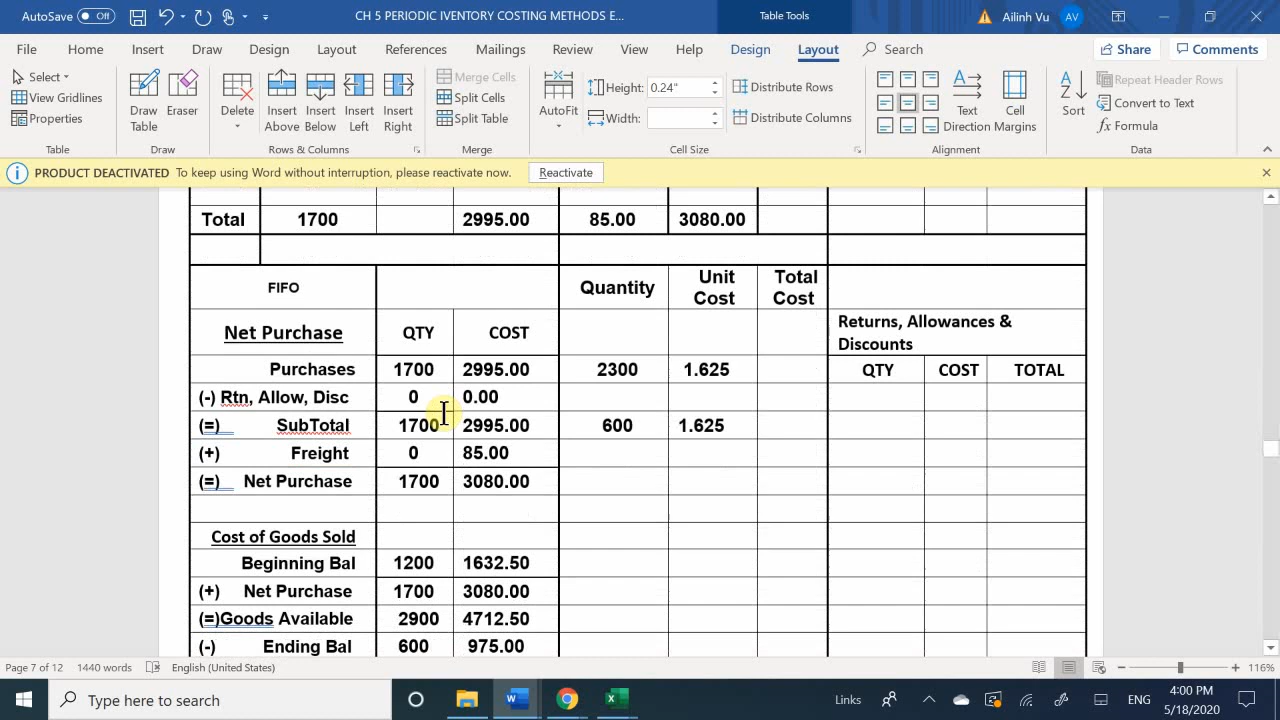 AutoSave Off CH 5 PERIODIC IVENTORY COSTING METHODS E... Table Tools Ailinh Vu AV
File Home Insert Draw Design Layout References Mailings Review View Help Design Layout Search Share Comments
Select
View Gridlines
Properties
Table
Draw Table
Eraser
Draw
Delete
Insert Above
Insert Below
Insert Left
Insert Right
Rows & Columns
Merge Cells
Split Cells
Split Table
Merge
AutoFit
Height: 0.24"
Width:
Distribute Rows
Distribute Columns
Cell Size
Text Direction
Cell Margins
Alignment
Sort
Repeat Header Rows
Convert to Text
Formula
Data
PRODUCT DEACTIVATED To keep using Word without interruption, please reactivate now. Reactivate
Total 1700 2995.00 85.00 3080.00
FIFO Quantity Unit Cost Total Cost
Net Purchase QTY COST Returns, Allowances & Discounts
Purchases 1700 2995.00 2300 1.625 QTY COST TOTAL
(-) Rtn, Allow, Disc 0 0.00
(=) SubTotal 1700 2995.00 600 1.625
(+) Freight 0 85.00
(=) Net Purchase 1700 3080.00
Cost of Goods Sold
Beginning Bal 1200 1632.50
(+) Net Purchase 1700 3080.00
(=)Goods Available 2900 4712.50
(-) Ending Bal 600 975.00
Page 7 of 12 1440 words English (United States) 116%
Type here to search Links ENG 4:00 PM
5/18/2020